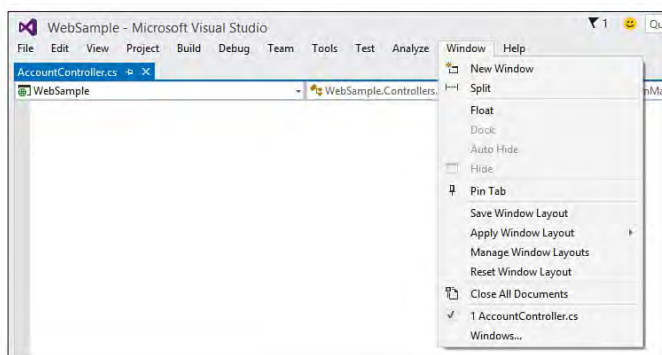 WebSample - Microsoft Visual Studio
1
Qu
File Edit View Project Build Debug Team Tools Test Analyze Window Help
AccountController.cs
WebSample
WebSample.Controllers.
nMa
New Window
Split
Float
Dock
Auto Hide
Hide
Pin Tab
Save Window Layout
Apply Window Layout
Manage Window Layouts
Reset Window Layout
Close All Documents
1 AccountController.cs
Windows...